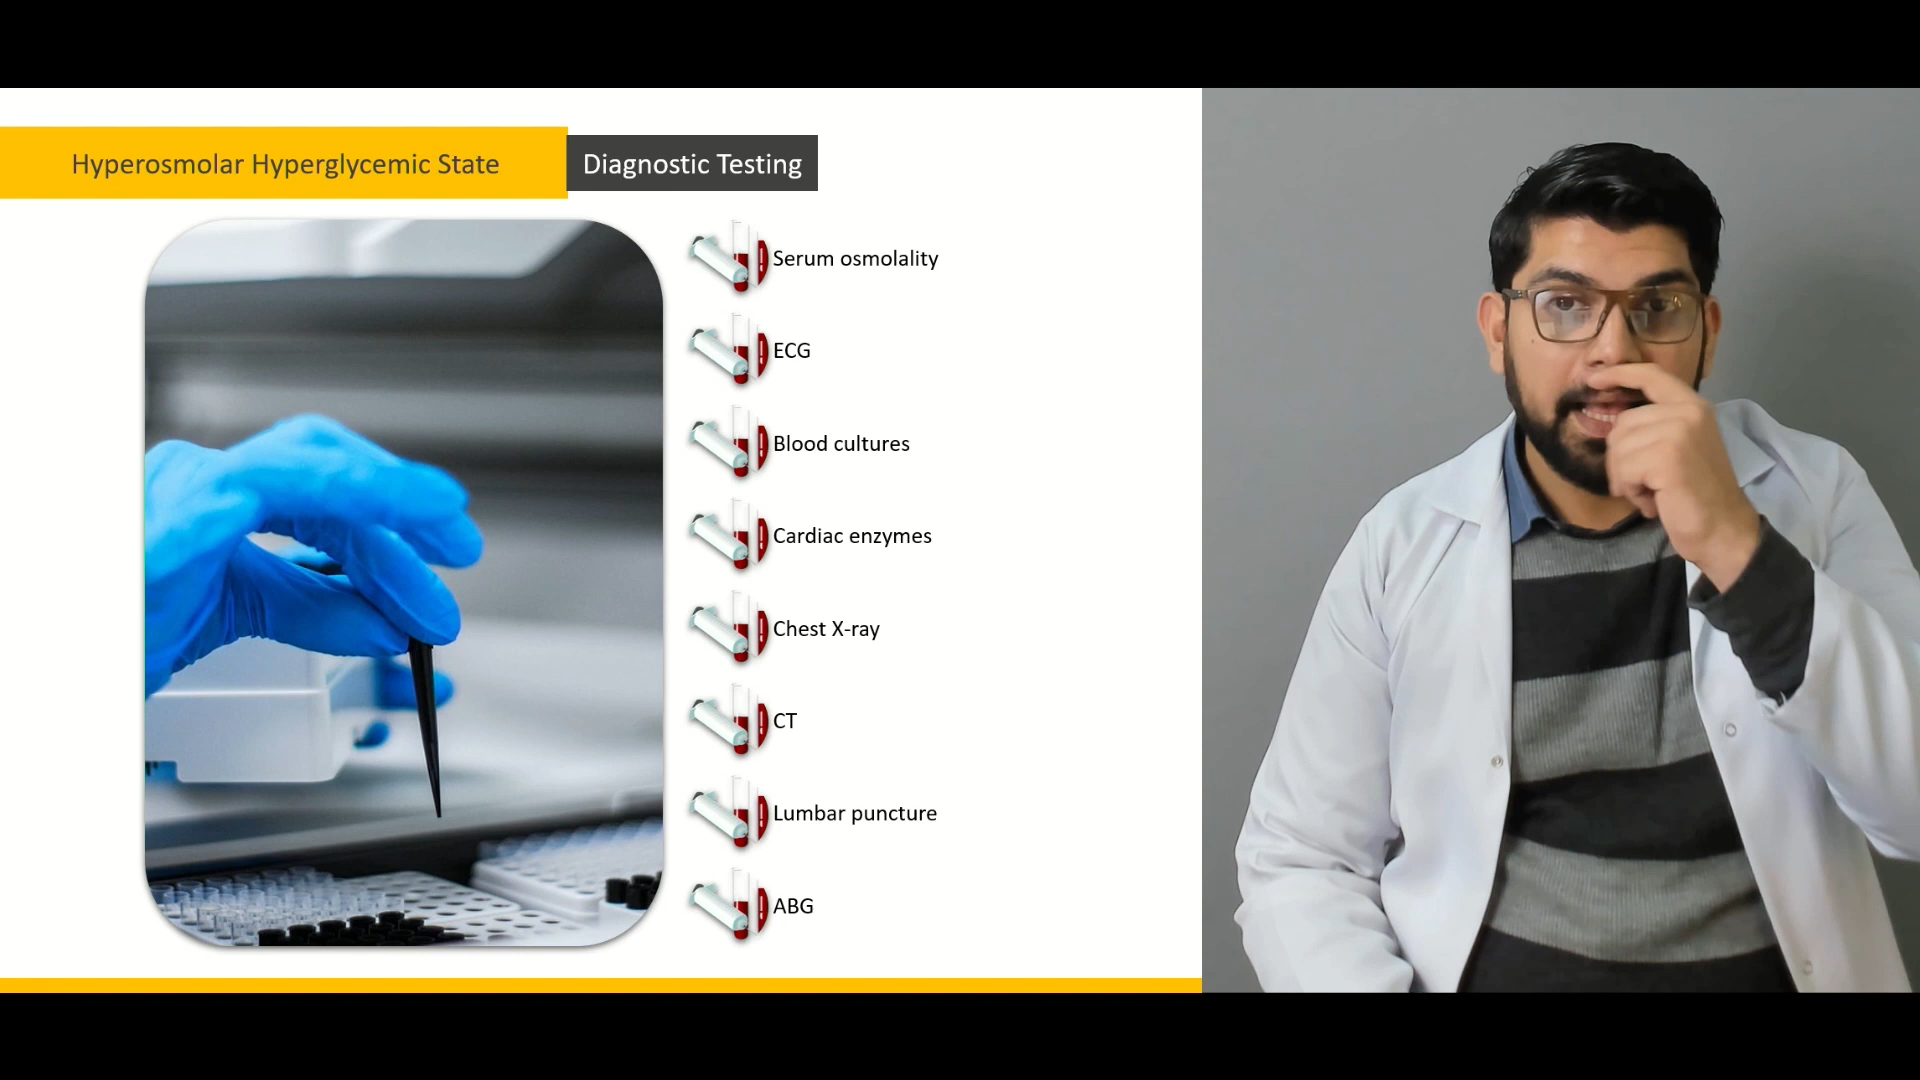 Hyperosmolar Hyperglycemic State
Diagnostic Testing
Serum osmolality
ECG
Blood cultures
Cardiac enzymes
Chest X-ray
CT
Lumbar puncture
ABG